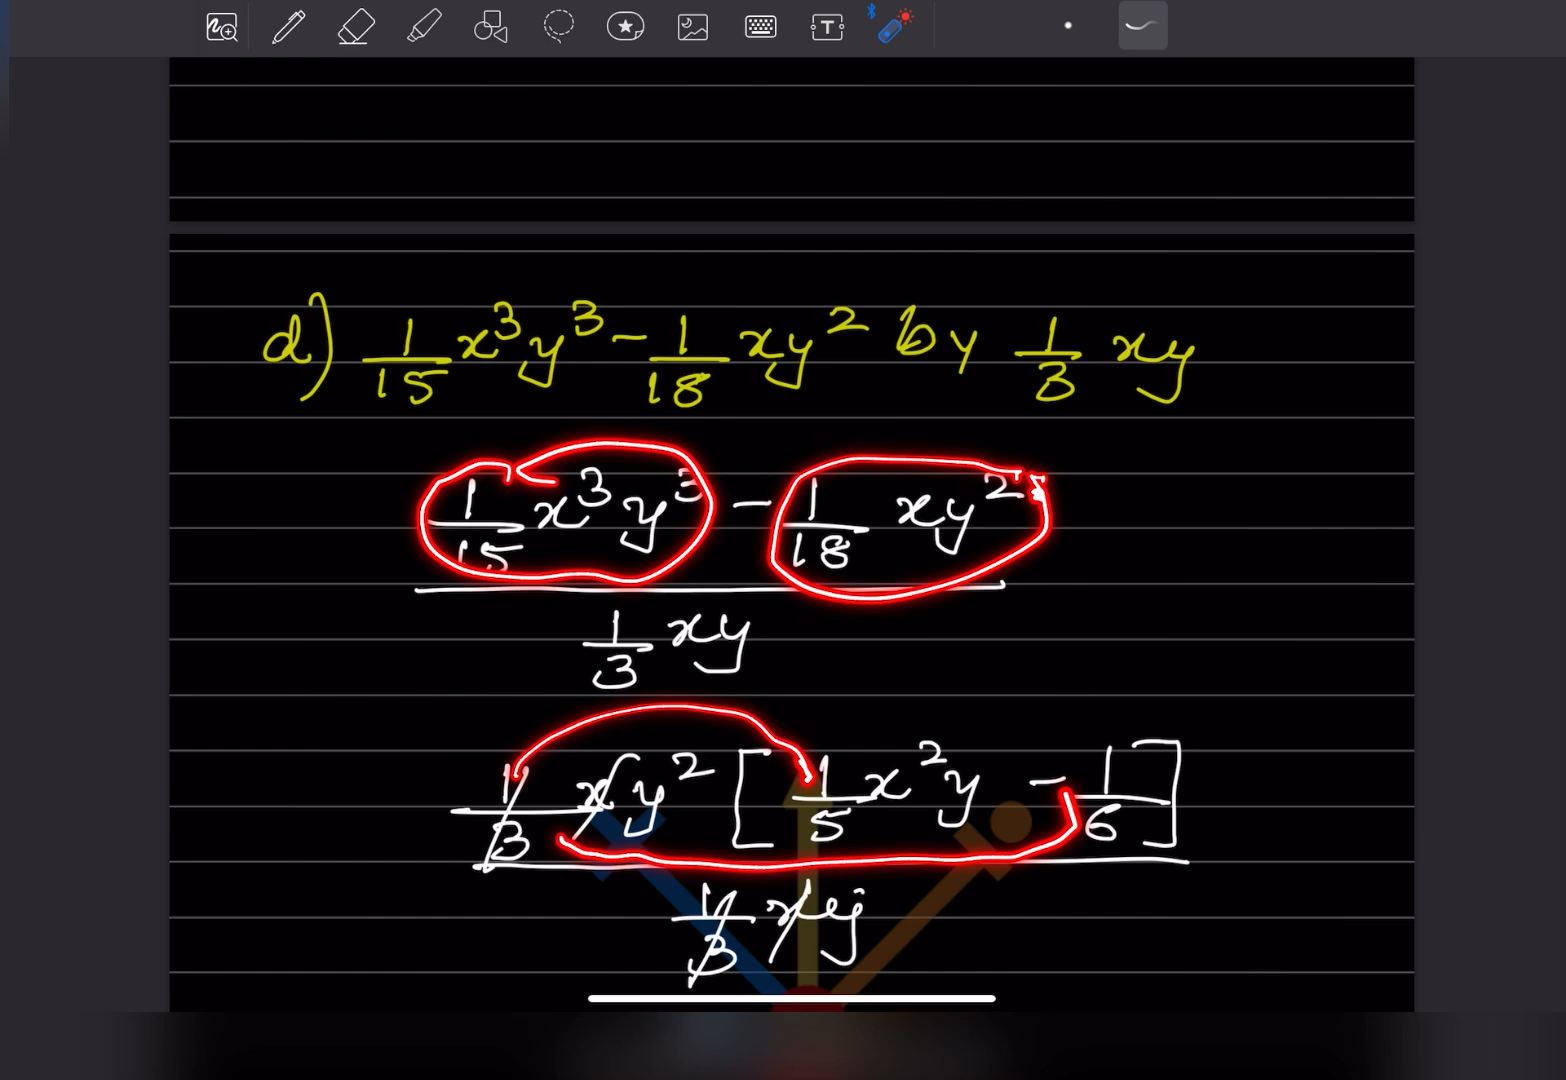 d) 1/15 x³y³ - 1/18 xy² by 1/3 xy
1/15 x³y³ - 1/18 xy²
1/3 xy
1/3 xy² [1/5 x²y - 1/6]
1/3 xy